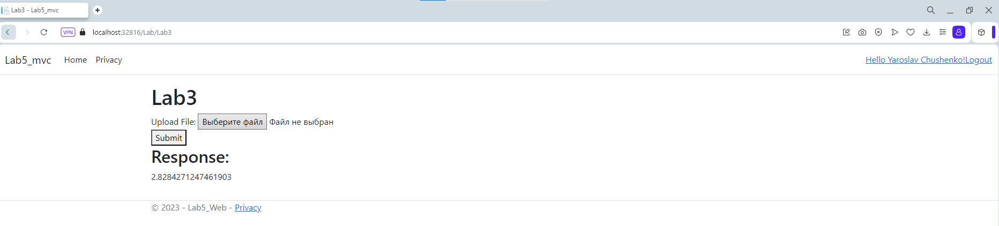 Lab3 - Lab5_mvc
VPN localhost:32816/Lab/Lab3
Lab5_mvc Home Privacy Hello Yaroslav Chushenko!Logout
Lab3
Upload File: Выберите файл Файл не выбран
Submit
Response:
2.8284271247461903
© 2023 - Lab5_Web - Privacy